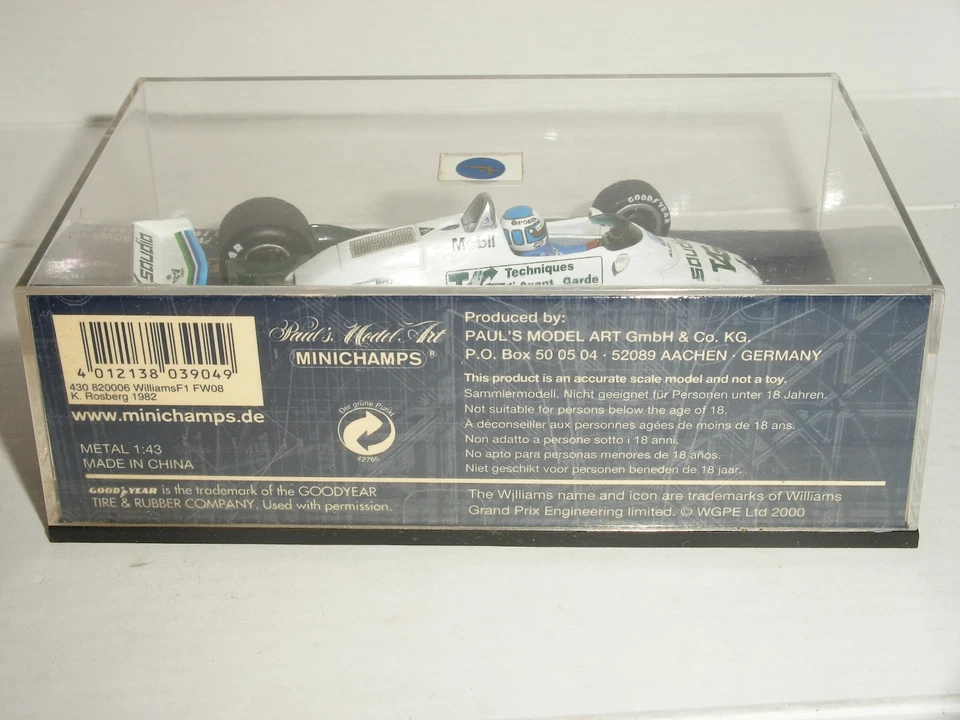 GOODYEAR
Saudia
Mobil
Techniques
Garde
4 012138 039049
430 820006 WilliamsF1 FW08
K. Rosberg 1982
www.minichamps.de
METAL 1:43
MADE IN CHINA
Paul's Model Art
MINICHAMPS®
Der grüne Punkt
42765
Produced by:
PAUL'S MODEL ART GmbH & Co. KG.
P.O. Box 50 05 04 · 52089 AACHEN · GERMANY
This product is an accurate scale model and not a toy.
Sammlermodell. Nicht geeignet für Personen unter 18 Jahren.
Not suitable for persons below the age of 18.
À déconseiller aux personnes agées de moins de 18 ans.
Non adatto a persone sotto i 18 anni.
No apto para personas menores de 18 años.
Niet geschikt voor personen beneden de 18 jaar.
GOODYEAR is the trademark of the GOODYEAR
TIRE & RUBBER COMPANY. Used with permission.
The Williams name and icon are trademarks of Williams
Grand Prix Engineering limited. © WGPE Ltd 2000